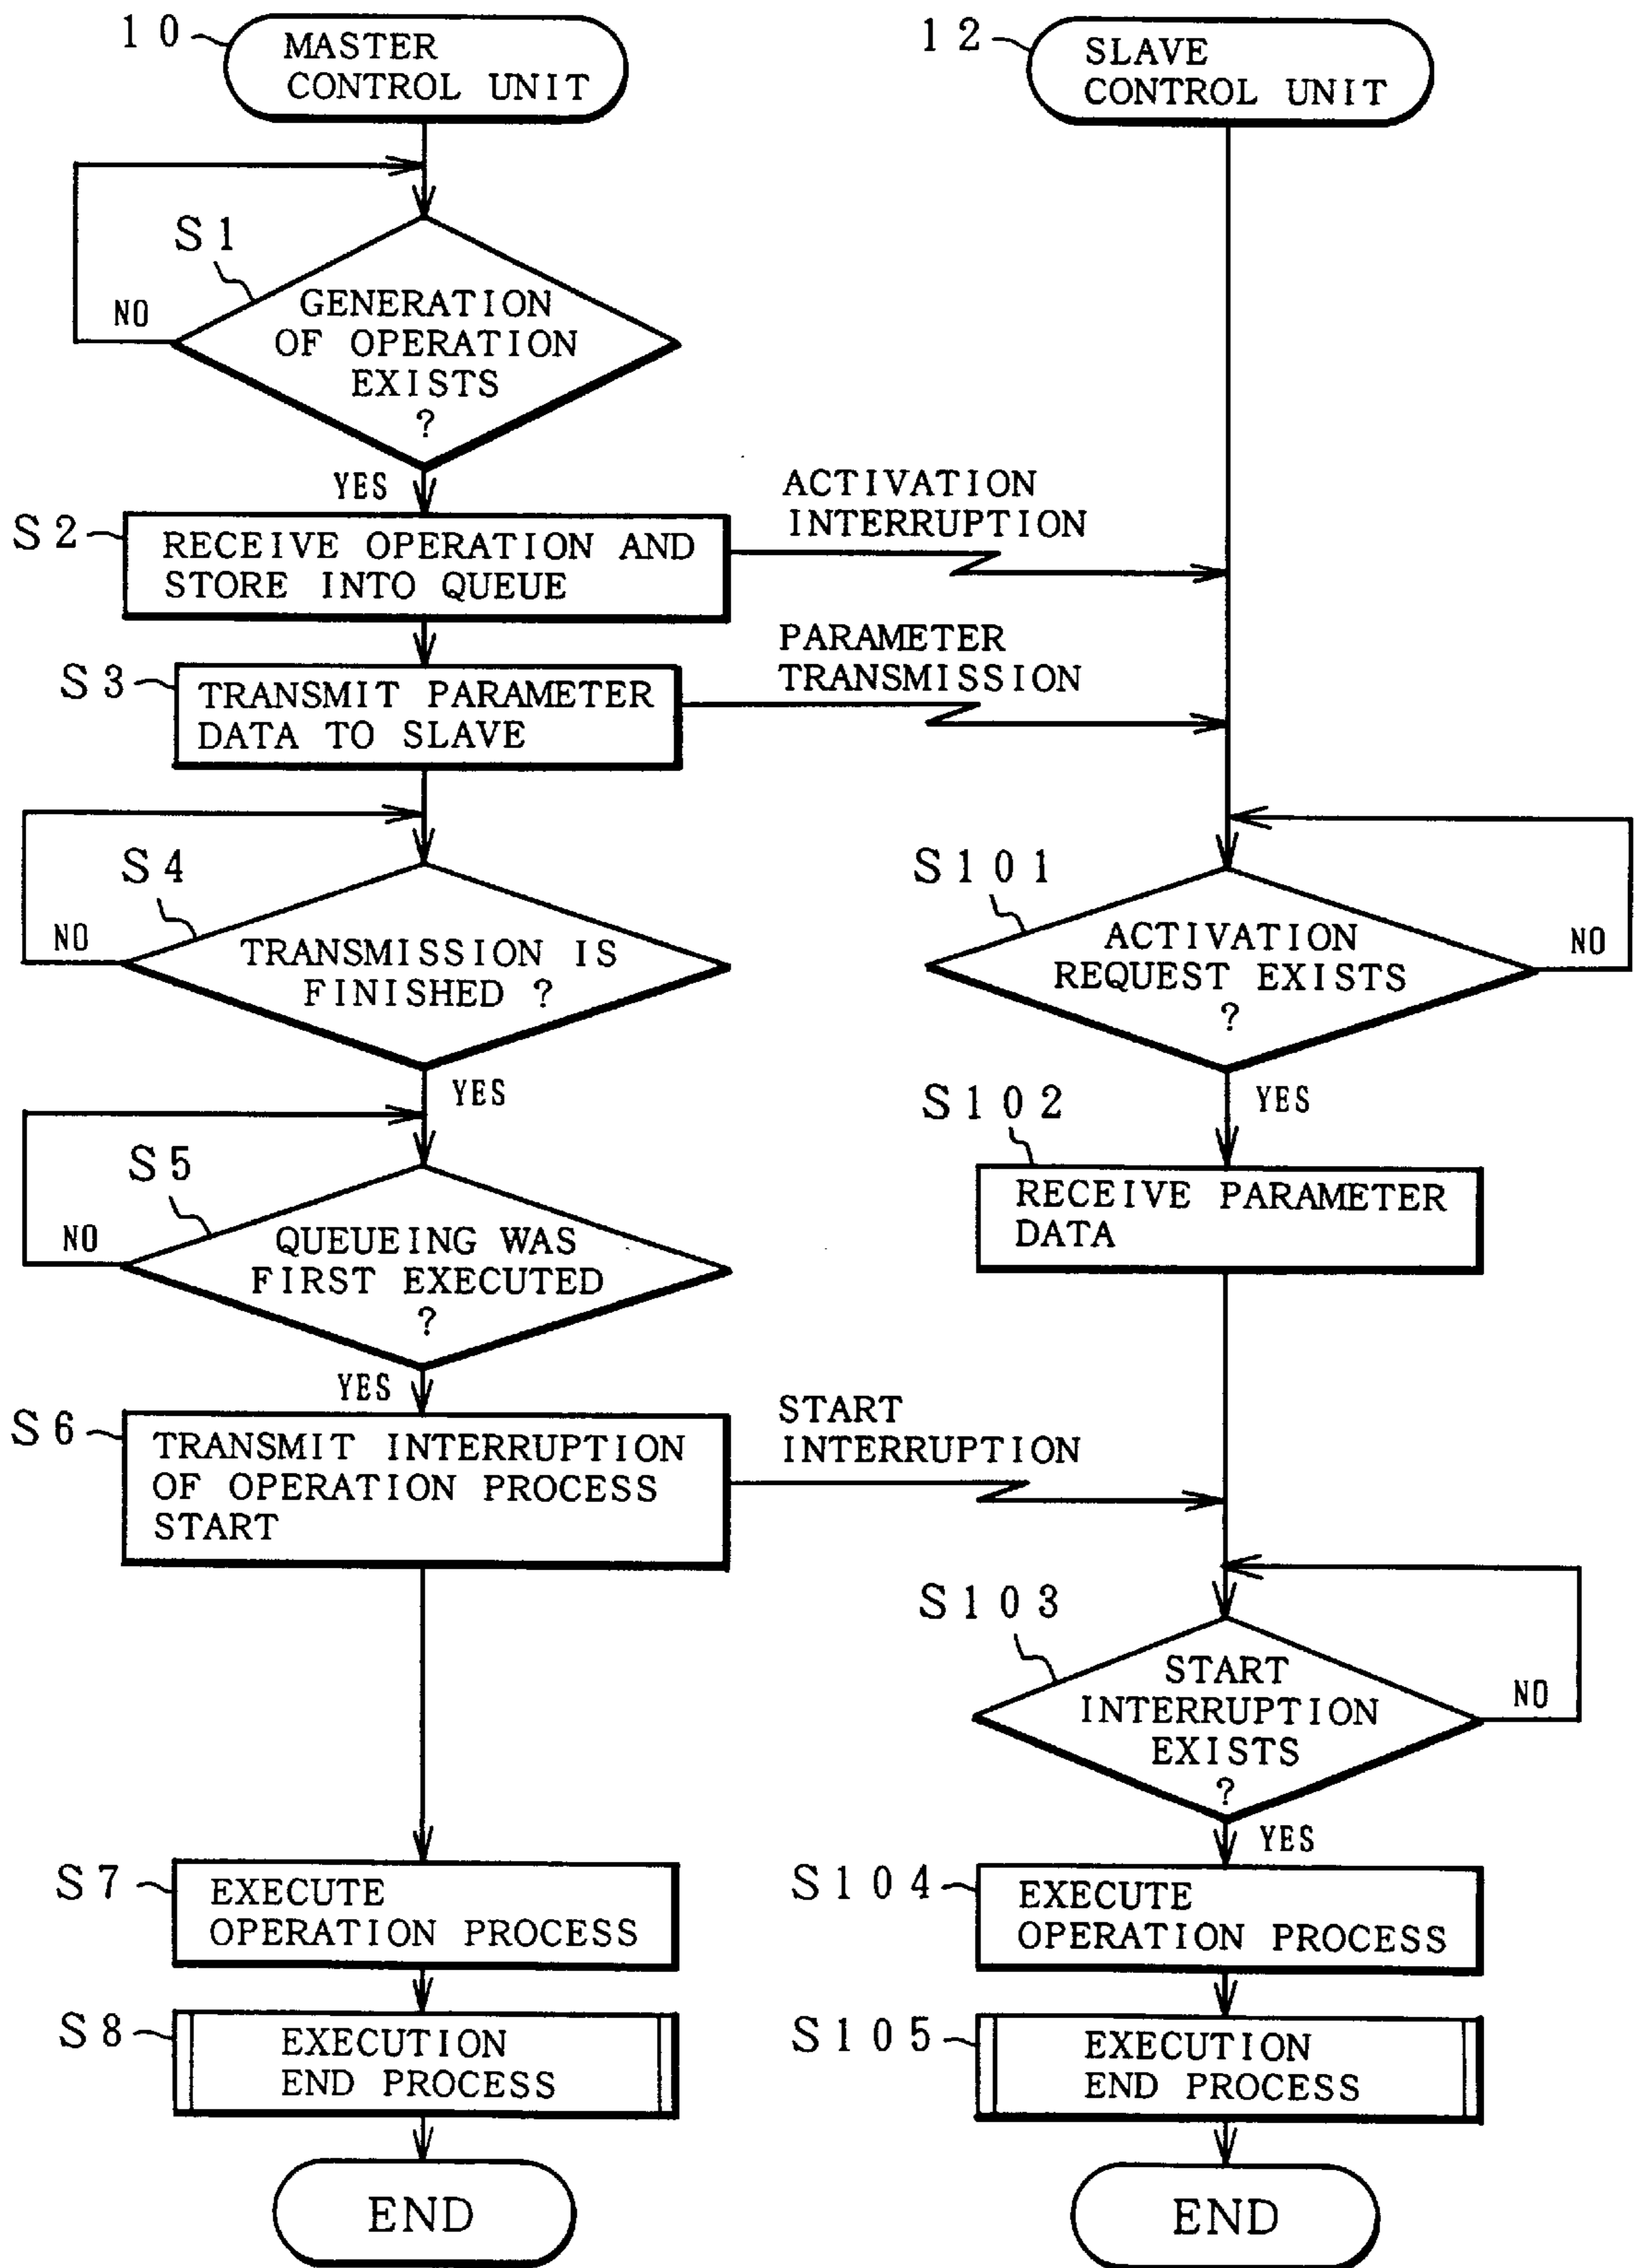 10
MASTER
CONTROL UNIT
S1
GENERATION
OF OPERATION
EXISTS
?
NO
YES
S2
RECEIVE OPERATION AND
STORE INTO QUEUE
ACTIVATION
INTERRUPTION
S3
TRANSMIT PARAMETER
DATA TO SLAVE
PARAMETER
TRANSMISSION
S4
TRANSMISSION IS
FINISHED ?
NO
YES
S5
QUEUEING WAS
FIRST EXECUTED
?
NO
YES
S6
TRANSMIT INTERRUPTION
OF OPERATION PROCESS
START
START
INTERRUPTION
S7
EXECUTE
OPERATION PROCESS
S8
EXECUTION
END PROCESS
END
12
SLAVE
CONTROL UNIT
S101
ACTIVATION
REQUEST EXISTS
?
NO
YES
S102
RECEIVE PARAMETER
DATA
S103
START
INTERRUPTION
EXISTS
?
NO
YES
S104
EXECUTE
OPERATION PROCESS
S105
EXECUTION
END PROCESS
END